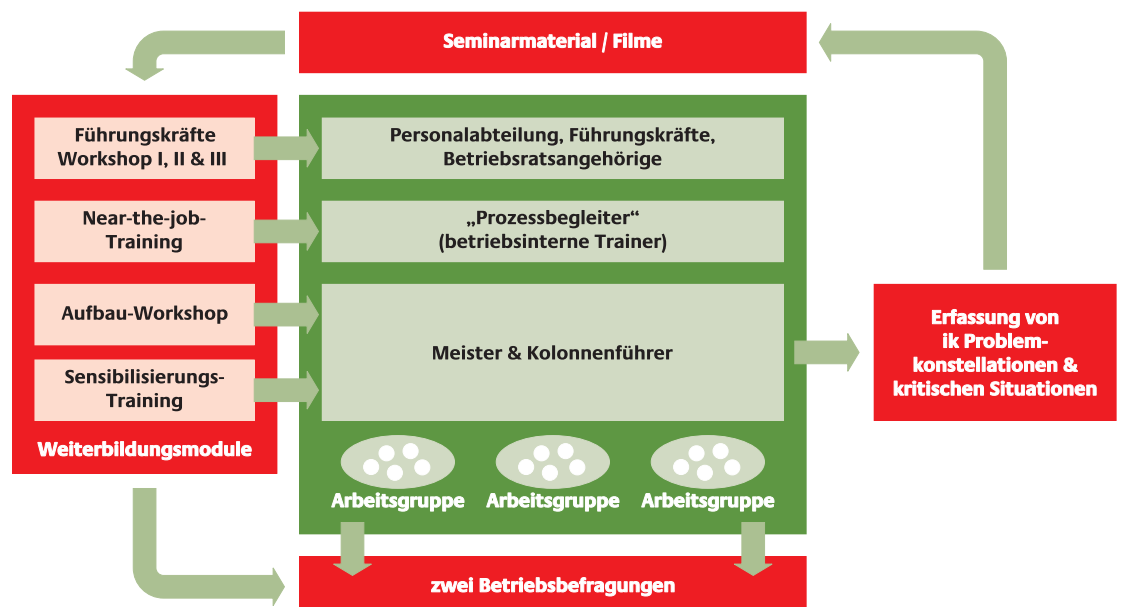 Seminarmaterial / Filme
Führungskräfte
Workshop I, II & III
Near-the-job-
Training
Aufbau-Workshop
Sensibilisierungs-
Training
Weiterbildungsmodule
Personalabteilung, Führungskräfte,
Betriebsratsangehörige
„Prozessbegleiter“
(betriebsinterne Trainer)
Meister & Kolonnenführer
Arbeitsgruppe
Arbeitsgruppe
Arbeitsgruppe
Erfassung von
ik Problem-
konstellationen &
kritischen Situationen
zwei Betriebsbefragungen